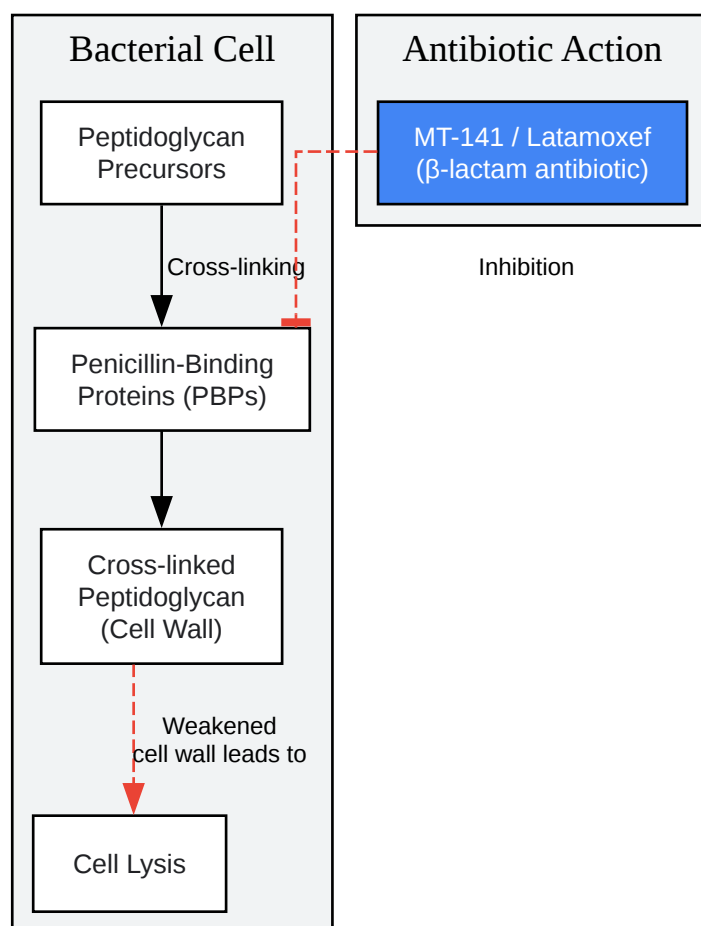 Bacterial Cell
Peptidoglycan
Precursors
Cross-linking
Penicillin-Binding
Proteins (PBPs)
Cross-linked
Peptidoglycan
(Cell Wall)
Weakened
cell wall leads to
Cell Lysis
Antibiotic Action
MT-141 / Latamoxef
(β-lactam antibiotic)
Inhibition